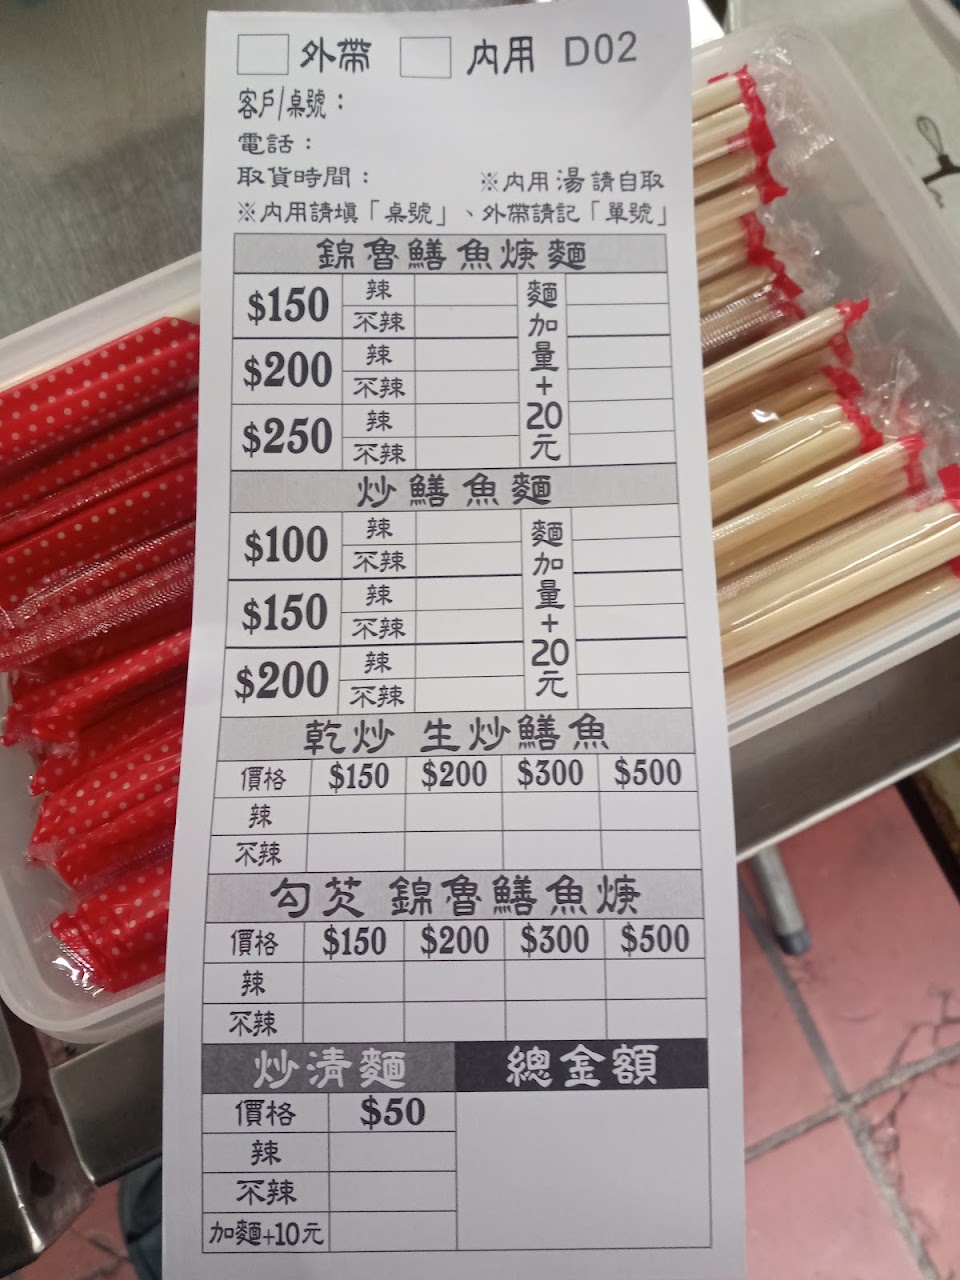 外帶 內用 D02
客戶/桌號：
電話：
取貨時間： ※內用湯請自取
※內用請填「桌號」、外帶請記「單號」
錦魯鱔魚焿麵
$150 辣
不辣
$200 辣
不辣
$250 辣
不辣
麵加量+20元
炒鱔魚麵
$100 辣
不辣
$150 辣
不辣
$200 辣
不辣
麵加量+20元
乾炒 生炒鱔魚
價格 $150 $200 $300 $500
辣
不辣
勾芡 錦魯鱔魚焿
價格 $150 $200 $300 $500
辣
不辣
炒清麵 總金額
價格 $50
辣
不辣
加麵+10元